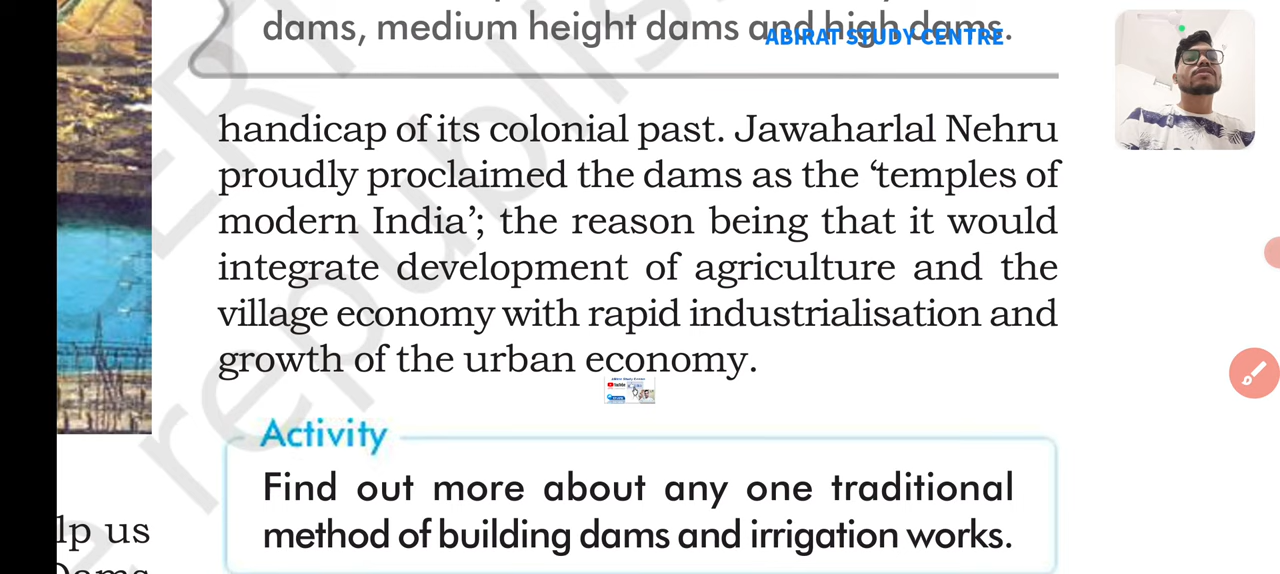 dams, medium height dams and high dams.
ABIRAT STUDY CENTRE
handicap of its colonial past. Jawaharlal Nehru
proudly proclaimed the dams as the ‘temples of
modern India’; the reason being that it would
integrate development of agriculture and the
village economy with rapid industrialisation and
growth of the urban economy.
Activity
Find out more about any one traditional
method of building dams and irrigation works.
lp us